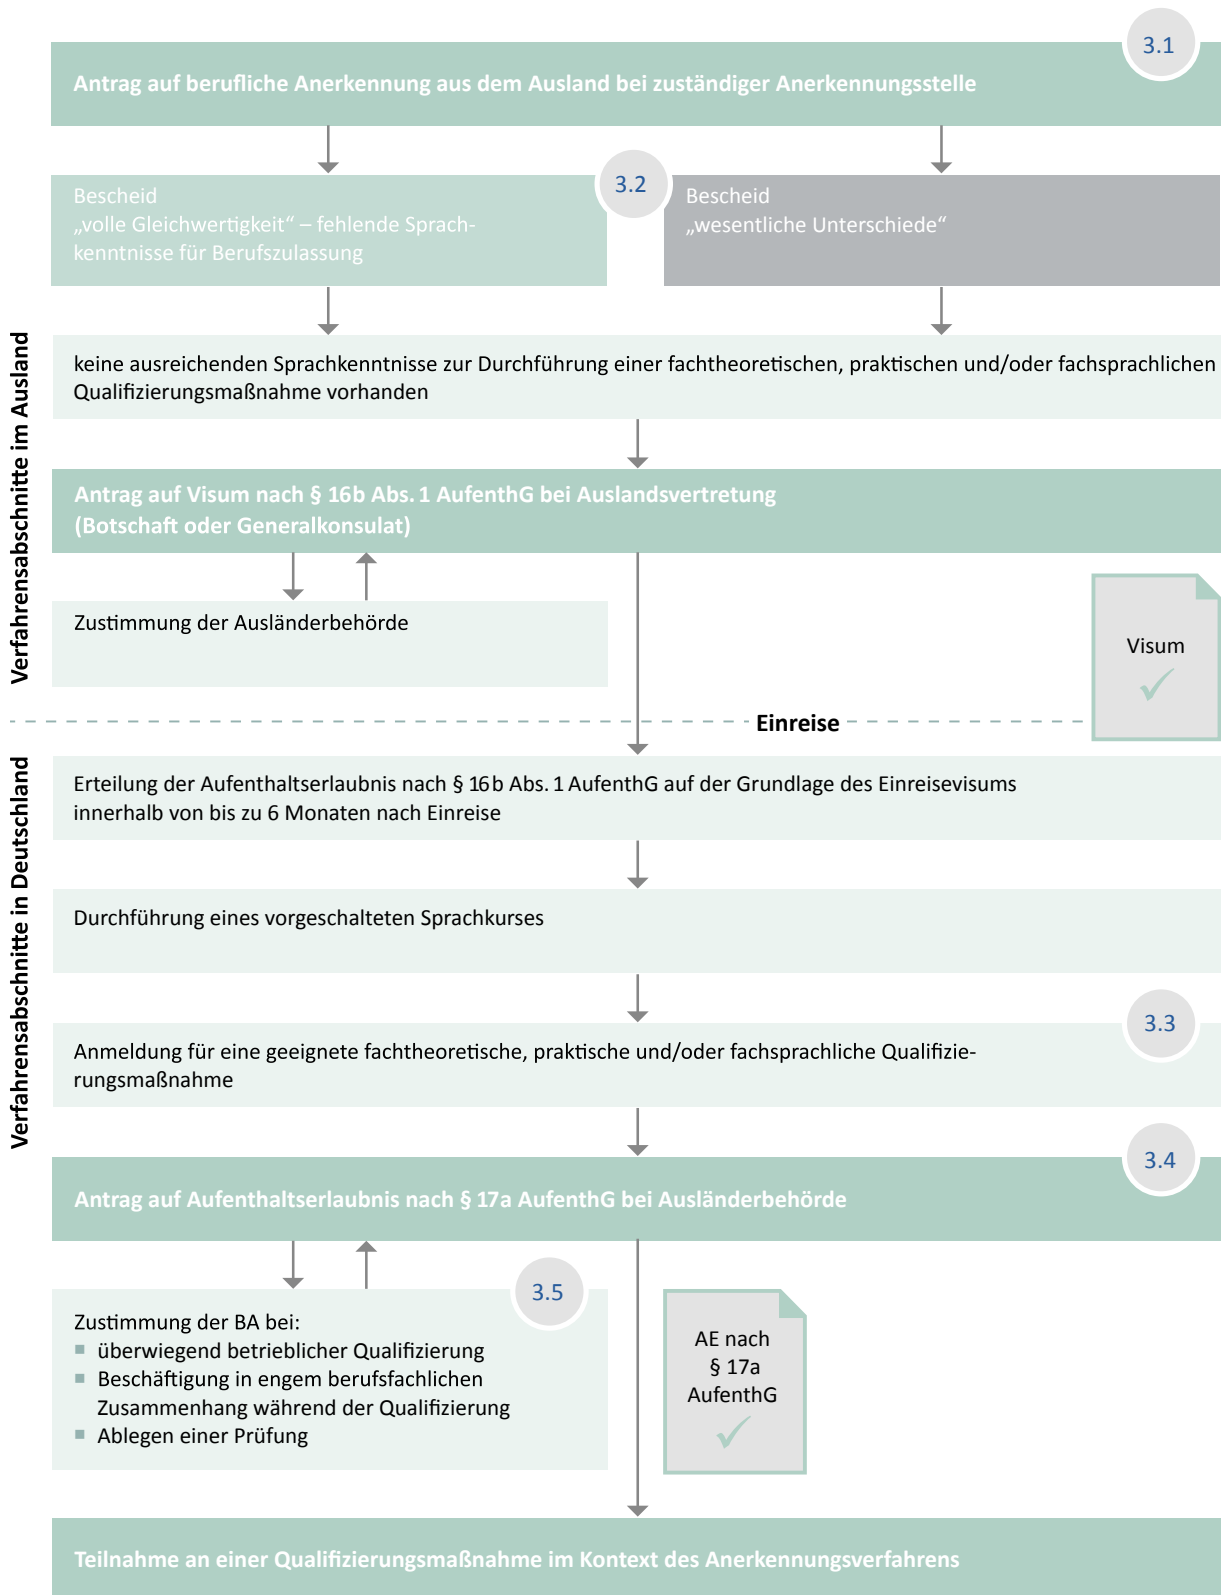 3.1
Antrag auf berufliche Anerkennung aus dem Ausland bei zuständiger Anerkennungsstelle
Bescheid
„volle Gleichwertigkeit“ – fehlende Sprach-
kenntnisse für Berufszulassung
3.2
Bescheid
„wesentliche Unterschiede“
keine ausreichenden Sprachkenntnisse zur Durchführung einer fachtheoretischen, praktischen und/oder fachsprachlichen
Qualifizierungsmaßnahme vorhanden
Verfahrensabschnitte im Ausland
Antrag auf Visum nach § 16b Abs. 1 AufenthG bei Auslandsvertretung
(Botschaft oder Generalkonsulat)
Zustimmung der Ausländerbehörde
Visum
Einreise
Verfahrensabschnitte in Deutschland
Erteilung der Aufenthaltserlaubnis nach § 16b Abs. 1 AufenthG auf der Grundlage des Einreisevisums
innerhalb von bis zu 6 Monaten nach Einreise
Durchführung eines vorgeschalteten Sprachkurses
3.3
Anmeldung für eine geeignete fachtheoretische, praktische und/oder fachsprachliche Qualifizie-
rungsmaßnahme
3.4
Antrag auf Aufenthaltserlaubnis nach § 17a AufenthG bei Ausländerbehörde
3.5
Zustimmung der BA bei:
überwiegend betrieblicher Qualifizierung
Beschäftigung in engem berufsfachlichen
Zusammenhang während der Qualifizierung
Ablegen einer Prüfung
AE nach
§ 17a
AufenthG
Teilnahme an einer Qualifizierungsmaßnahme im Kontext des Anerkennungsverfahrens